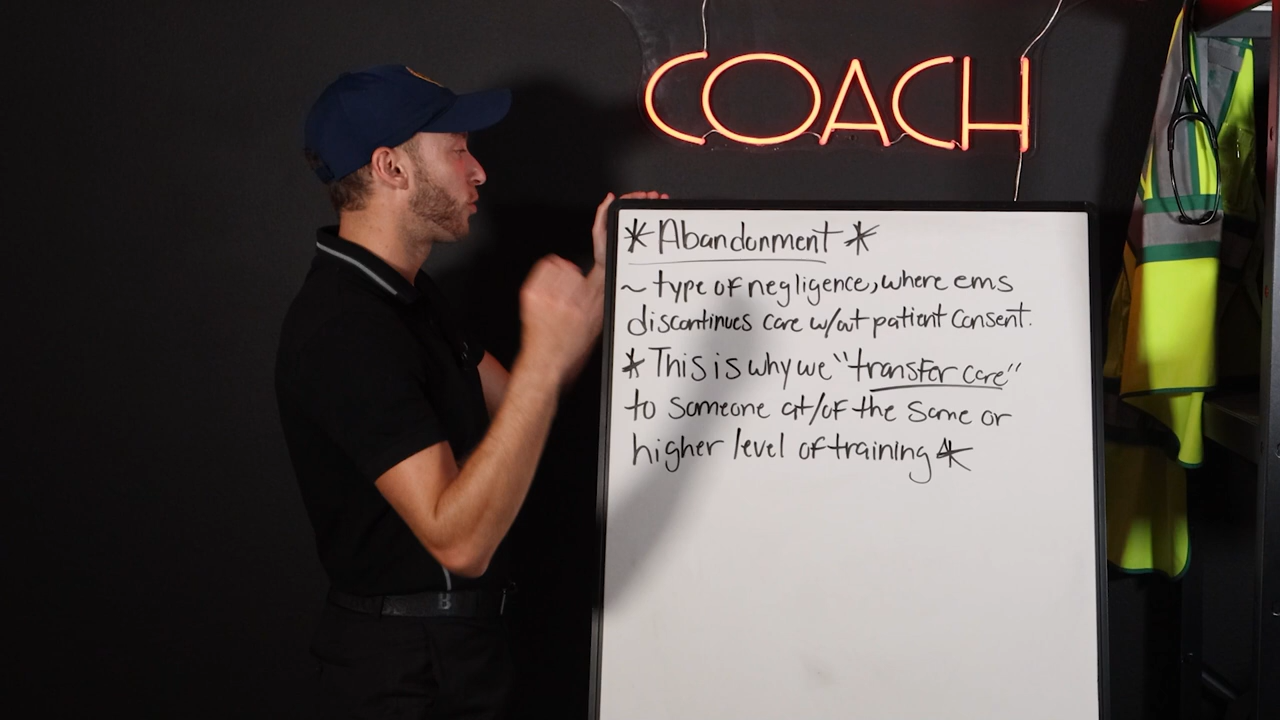 COACH
* Abandonment *
~ type of negligence, where ems
discontinues care w/out patient consent.
* This is why we "transfer care"
to someone at/of the same or
higher level of training *
B